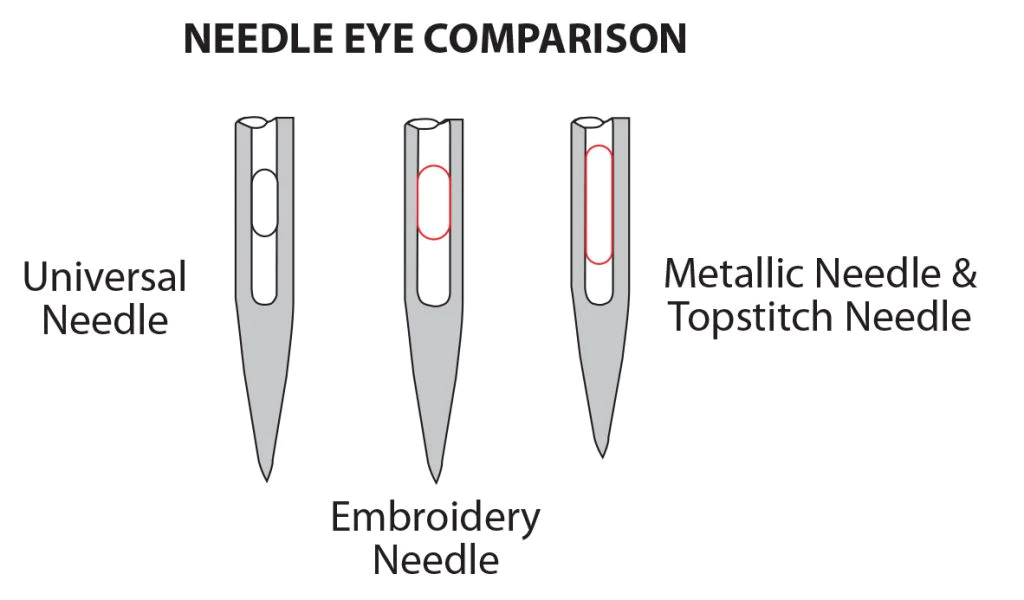 NEEDLE EYE COMPARISON
Universal
Needle
Embroidery
Needle
Metallic Needle &
Topstitch Needle